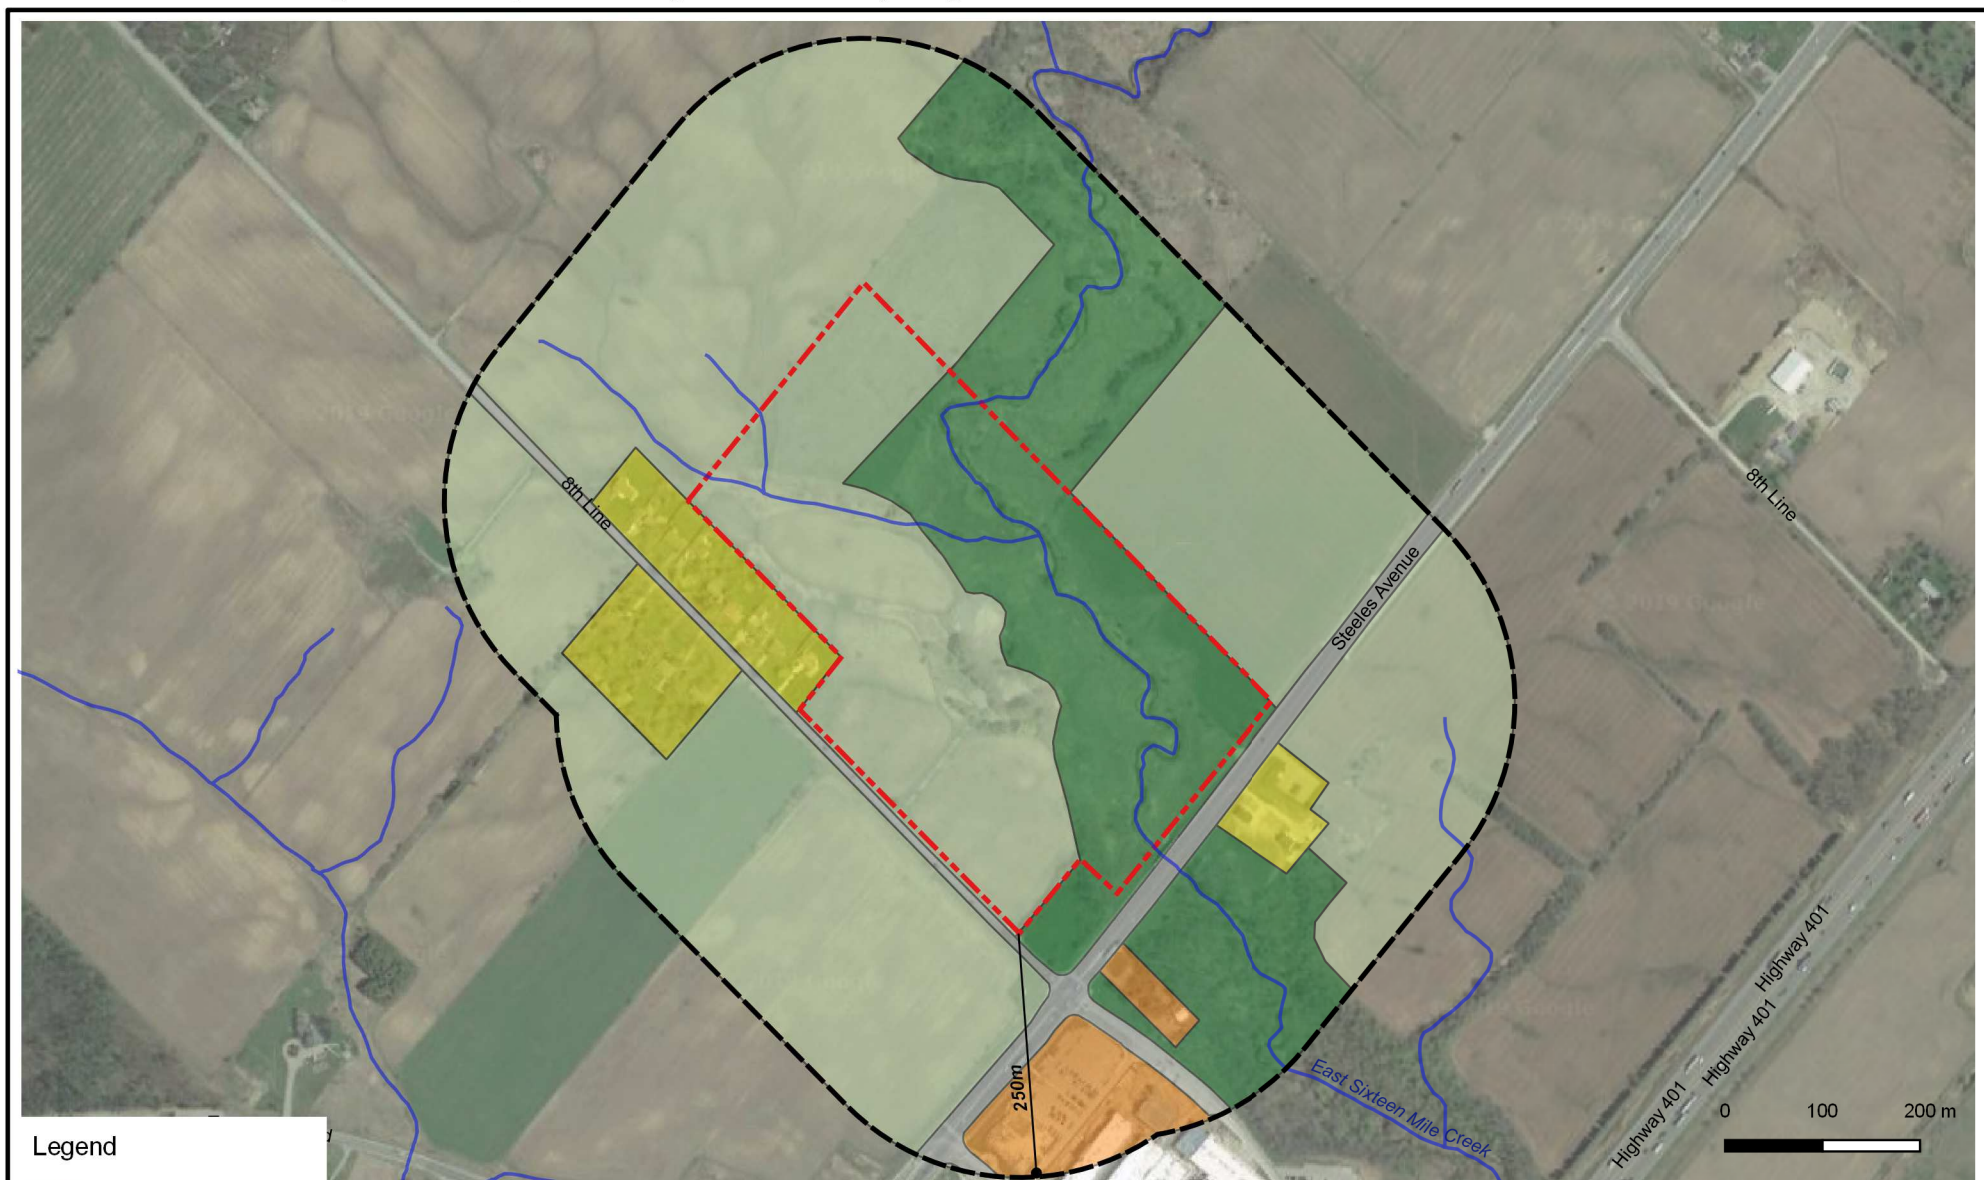 8th Line
8th Line
Steeles Avenue
Highway 401
Highway 401
Highway 401
250m
East Sixteen Mile Creek
0 100 200 m
Legend